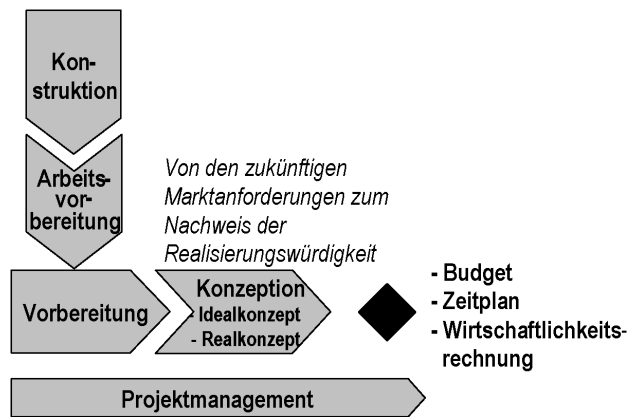 Kon-
struktion
Arbeits-
vor-
bereitung
Von den zukünftigen
Marktanforderungen zum
Nachweis der
Realisierungswürdigkeit
Vorbereitung
Konzeption
- Idealkonzept
- Realkonzept
- Budget
- Zeitplan
- Wirtschaftlichkeits-
rechnung
Projektmanagement